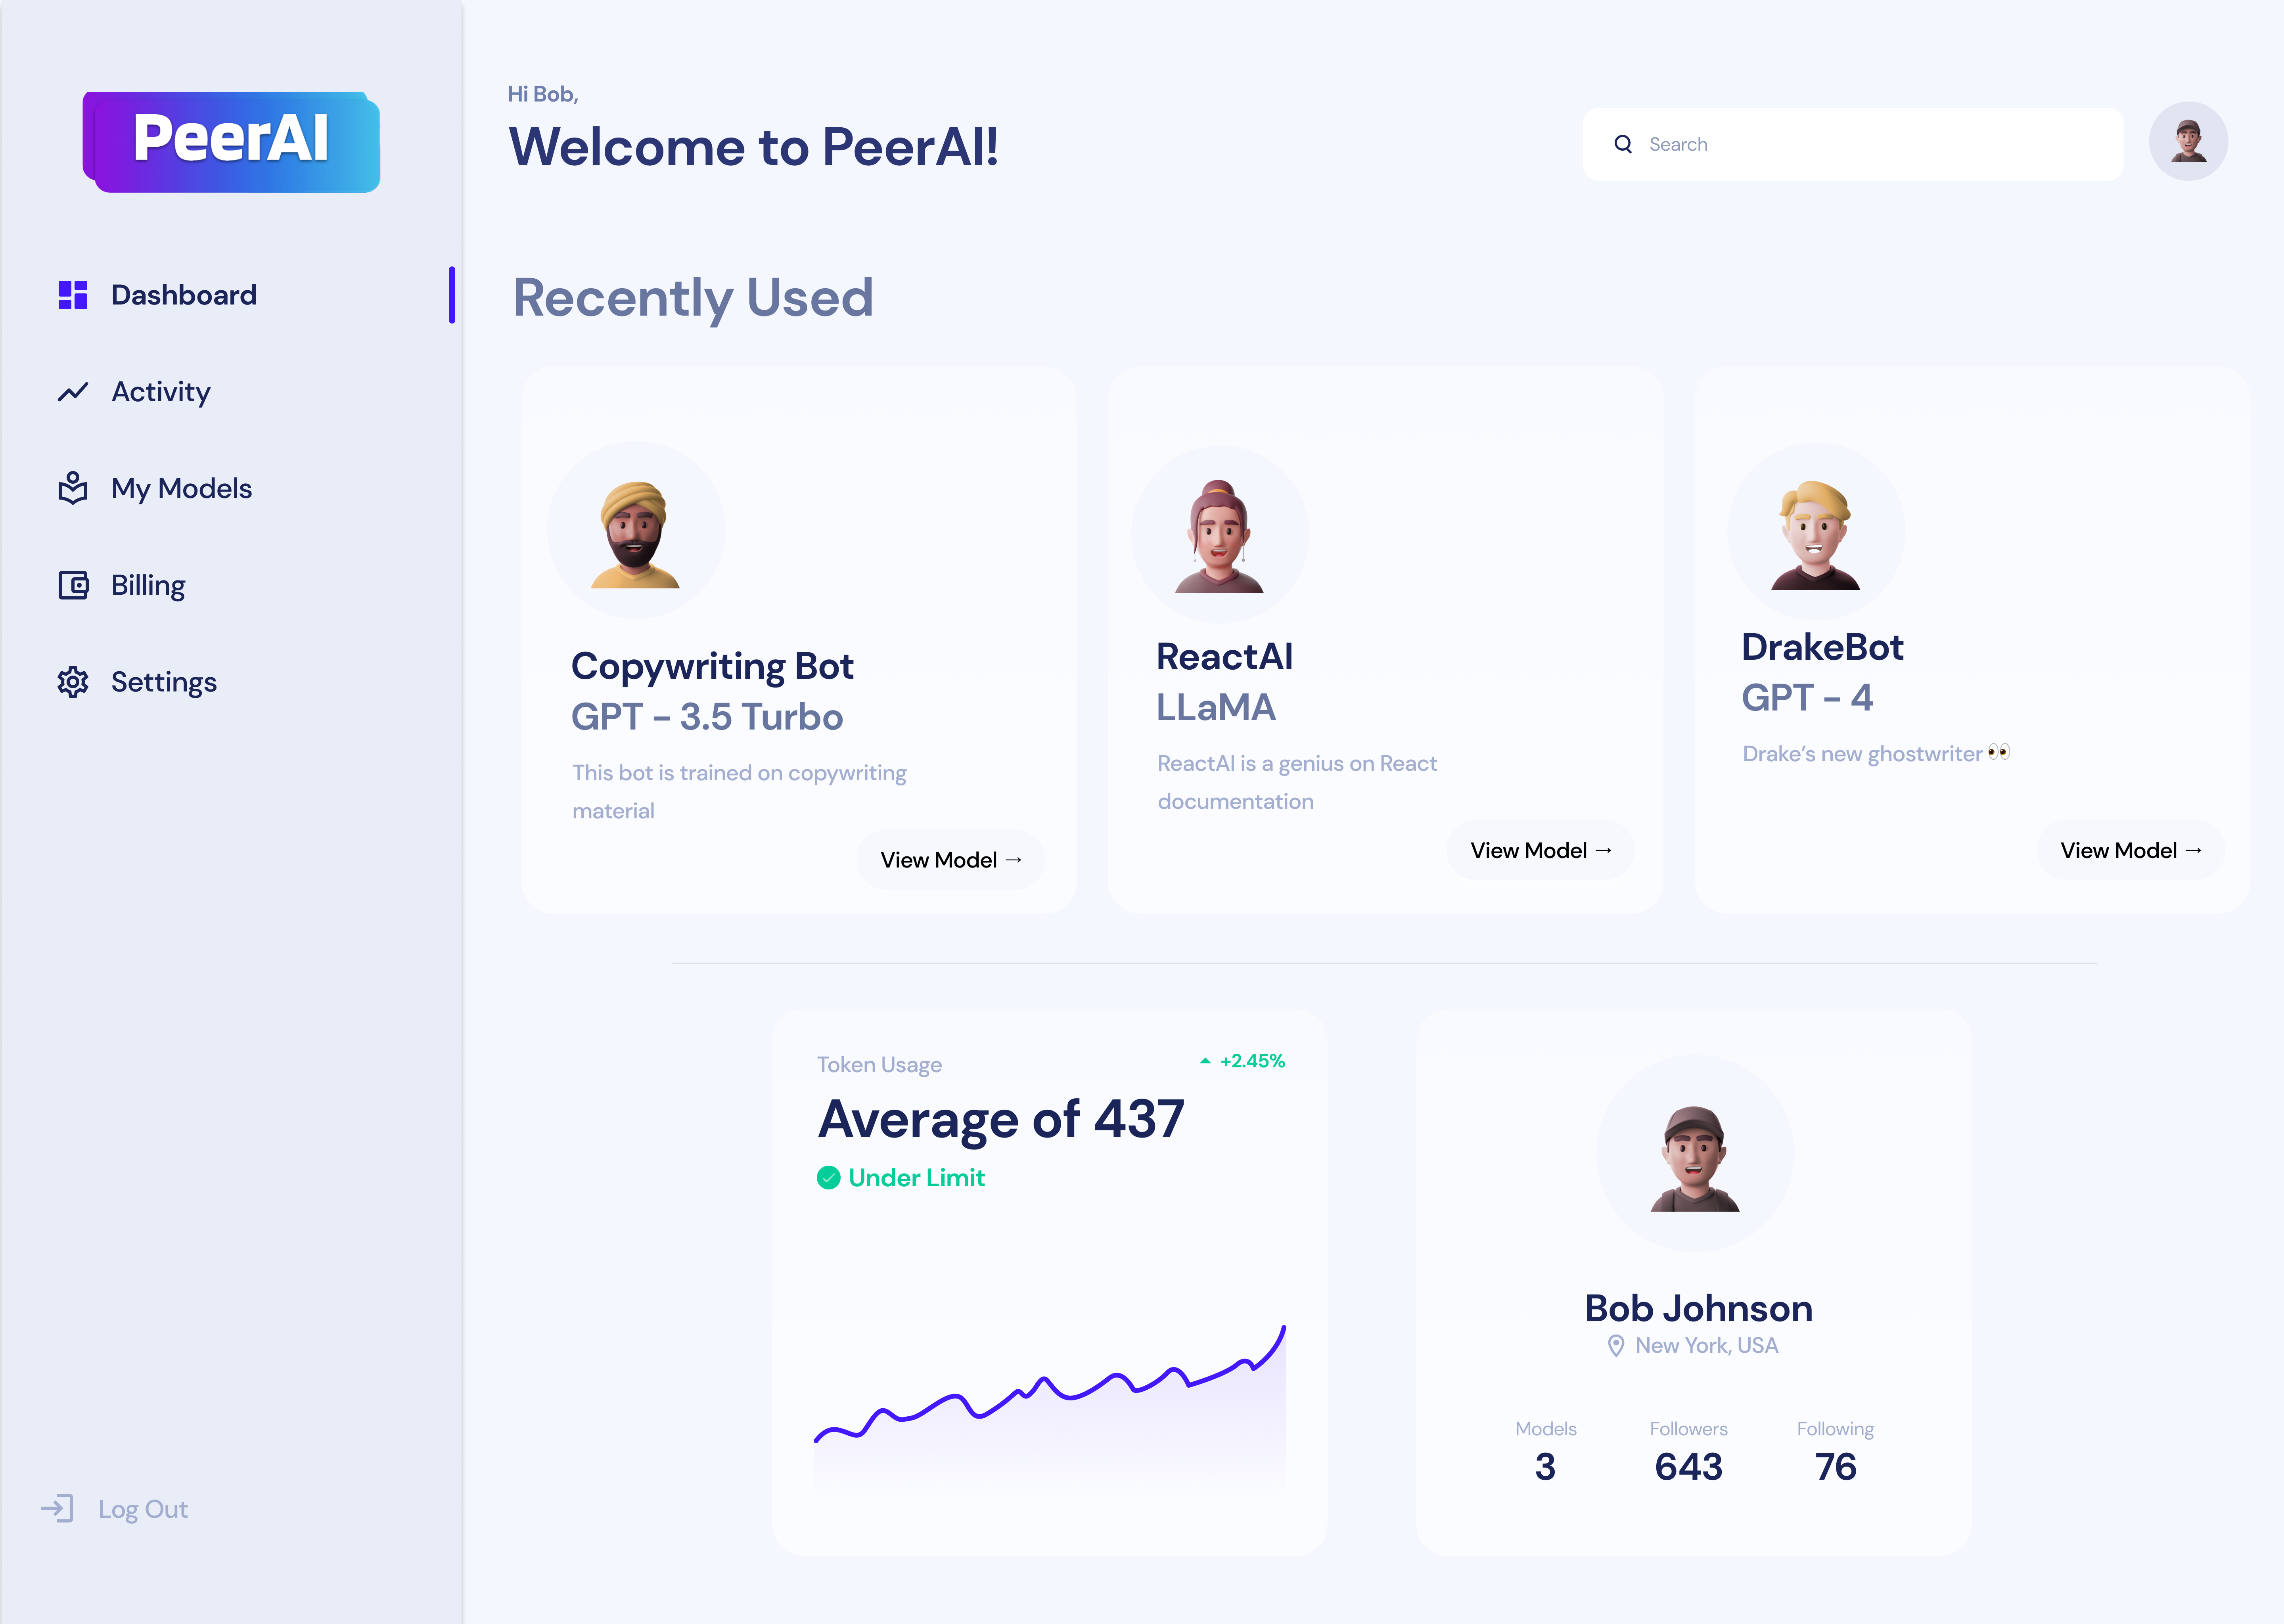 PeerAI
Dashboard
Activity
My Models
Billing
Settings
Log Out
Hi Bob,
Welcome to PeerAI!
Search
Recently Used
Copywriting Bot
GPT - 3.5 Turbo
This bot is trained on copywriting
material
View Model →
ReactAI
LLaMA
ReactAI is a genius on React
documentation
View Model →
DrakeBot
GPT - 4
Drake’s new ghostwriter 👀
View Model →
Token Usage
+2.45%
Average of 437
Under Limit
Bob Johnson
New York, USA
Models
Followers
Following
3
643
76